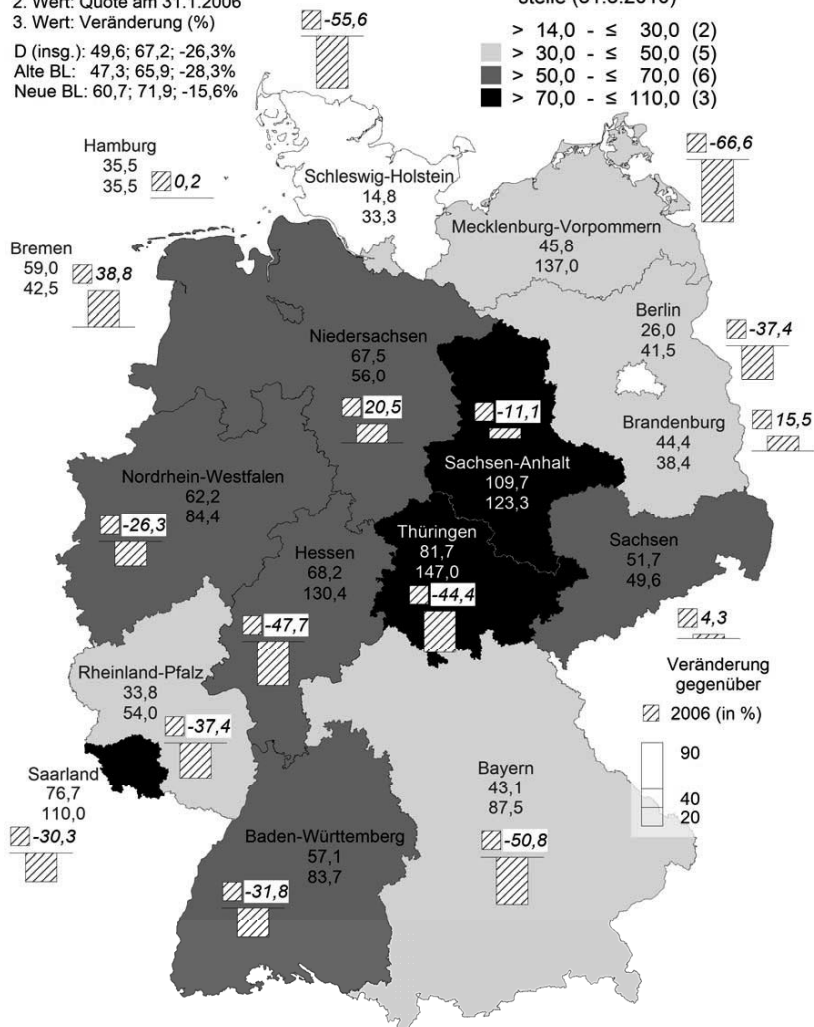 2. Wert: Quote am 31.1.2006
3. Wert: Veränderung (%)
D (insg.): 49,6; 67,2; -26,3%
Alte BL: 47,3; 65,9; -28,3%
Neue BL: 60,7; 71,9; -15,6%
-55,6
> 14,0 - ≤ 30,0 (2)
> 30,0 - ≤ 50,0 (5)
> 50,0 - ≤ 70,0 (6)
> 70,0 - ≤ 110,0 (3)
Hamburg
35,5
35,5
0,2
Schleswig-Holstein
14,8
33,3
-66,6
Mecklenburg-Vorpommern
45,8
137,0
Bremen
59,0
42,5
38,8
Niedersachsen
67,5
56,0
20,5
Berlin
26,0
41,5
-37,4
-11,1
Sachsen-Anhalt
109,7
123,3
Brandenburg
44,4
38,4
15,5
Nordrhein-Westfalen
62,2
84,4
-26,3
Hessen
68,2
130,4
-47,7
Thüringen
81,7
147,0
-44,4
Sachsen
51,7
49,6
4,3
Rheinland-Pfalz
33,8
54,0
-37,4
Veränderung
gegenüber
2006 (in %)
90
40
20
Saarland
76,7
110,0
-30,3
Bayern
43,1
87,5
-50,8
Baden-Württemberg
57,1
83,7
-31,8